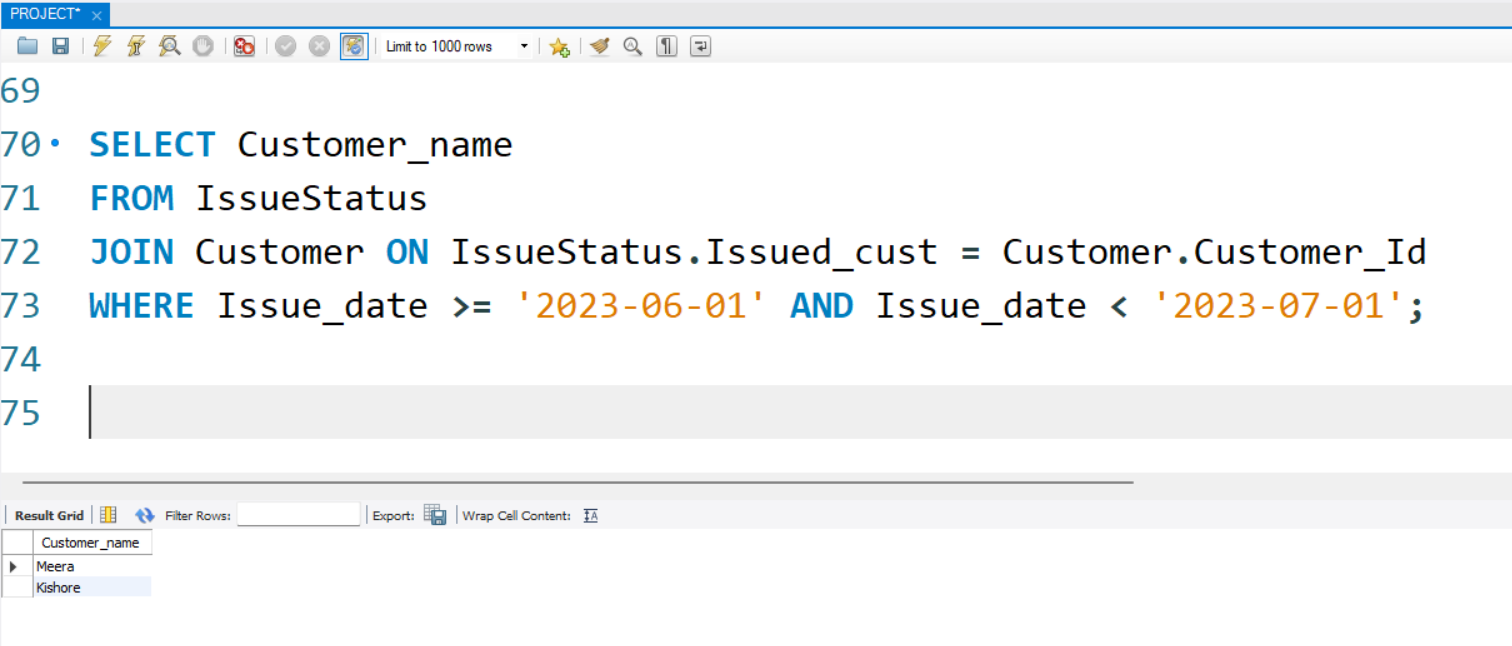 PROJECT*
Limit to 1000 rows
69
70 SELECT Customer_name
71 FROM IssueStatus
72 JOIN Customer ON IssueStatus.Issued_cust = Customer.Customer_Id
73 WHERE Issue_date >= '2023-06-01' AND Issue_date < '2023-07-01';
74
75
Result Grid Filter Rows: Export: Wrap Cell Content:
Customer_name
Meera
Kishore